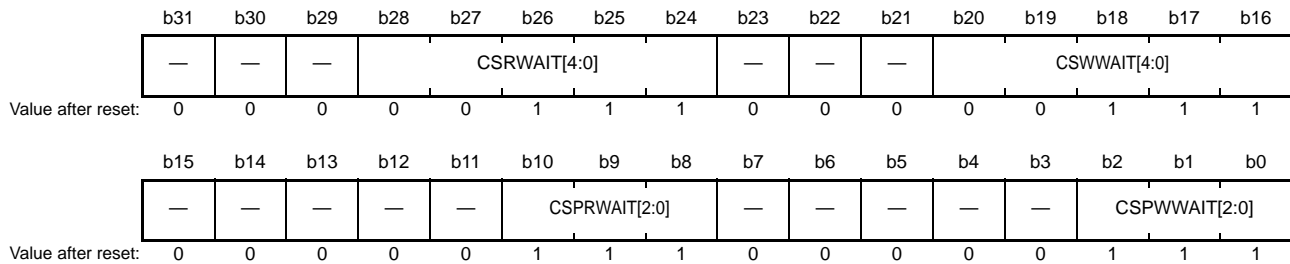 b31 b30 b29 b28 b27 b26 b25 b24 b23 b22 b21 b20 b19 b18 b17 b16
— — — CSRWAIT[4:0] — — — CSWWAIT[4:0]
Value after reset: 0 0 0 0 0 1 1 1 0 0 0 0 0 1 1 1
b15 b14 b13 b12 b11 b10 b9 b8 b7 b6 b5 b4 b3 b2 b1 b0
— — — — — CSPRWAIT[2:0] — — — — — CSPWWAIT[2:0]
Value after reset: 0 0 0 0 0 1 1 1 0 0 0 0 0 1 1 1